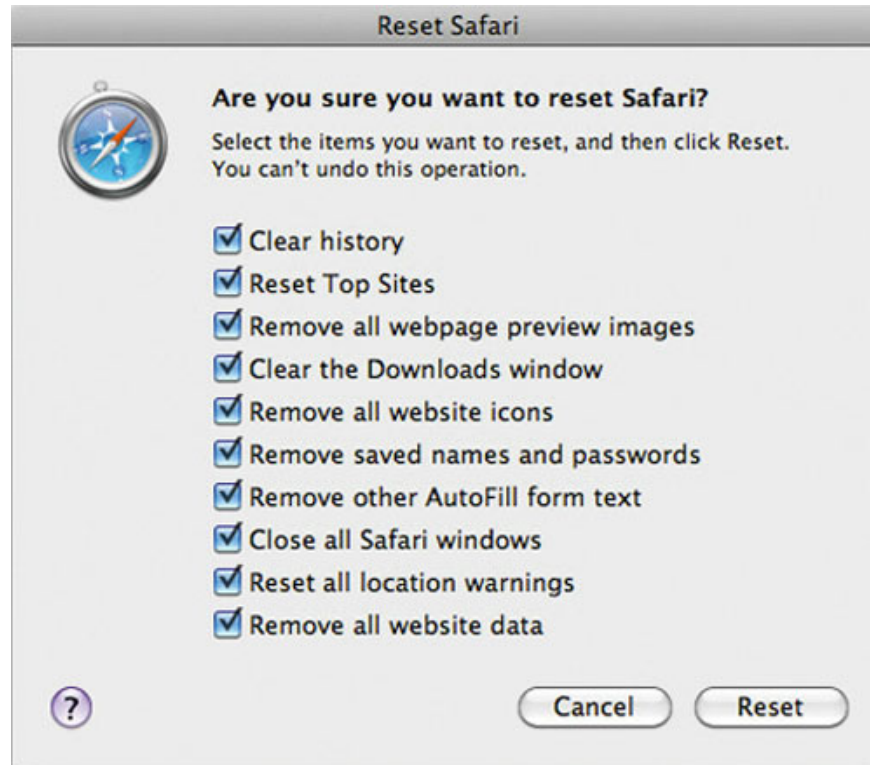 Reset Safari
Are you sure you want to reset Safari?
Select the items you want to reset, and then click Reset.
You can't undo this operation.
Clear history
Reset Top Sites
Remove all webpage preview images
Clear the Downloads window
Remove all website icons
Remove saved names and passwords
Remove other AutoFill form text
Close all Safari windows
Reset all location warnings
Remove all website data
? Cancel Reset